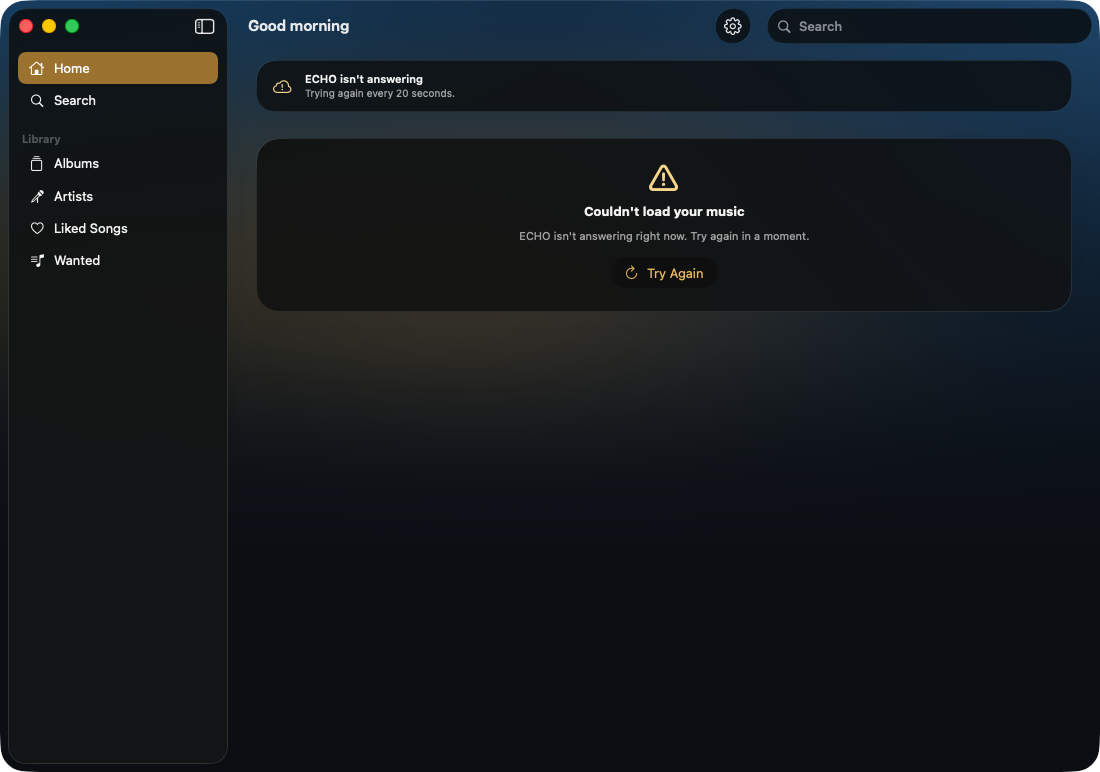 Good morning
Search
Home
Search
Library
Albums
Artists
Liked Songs
Wanted
ECHO isn't answering
Trying again every 20 seconds.
Couldn't load your music
ECHO isn't answering right now. Try again in a moment.
Try Again